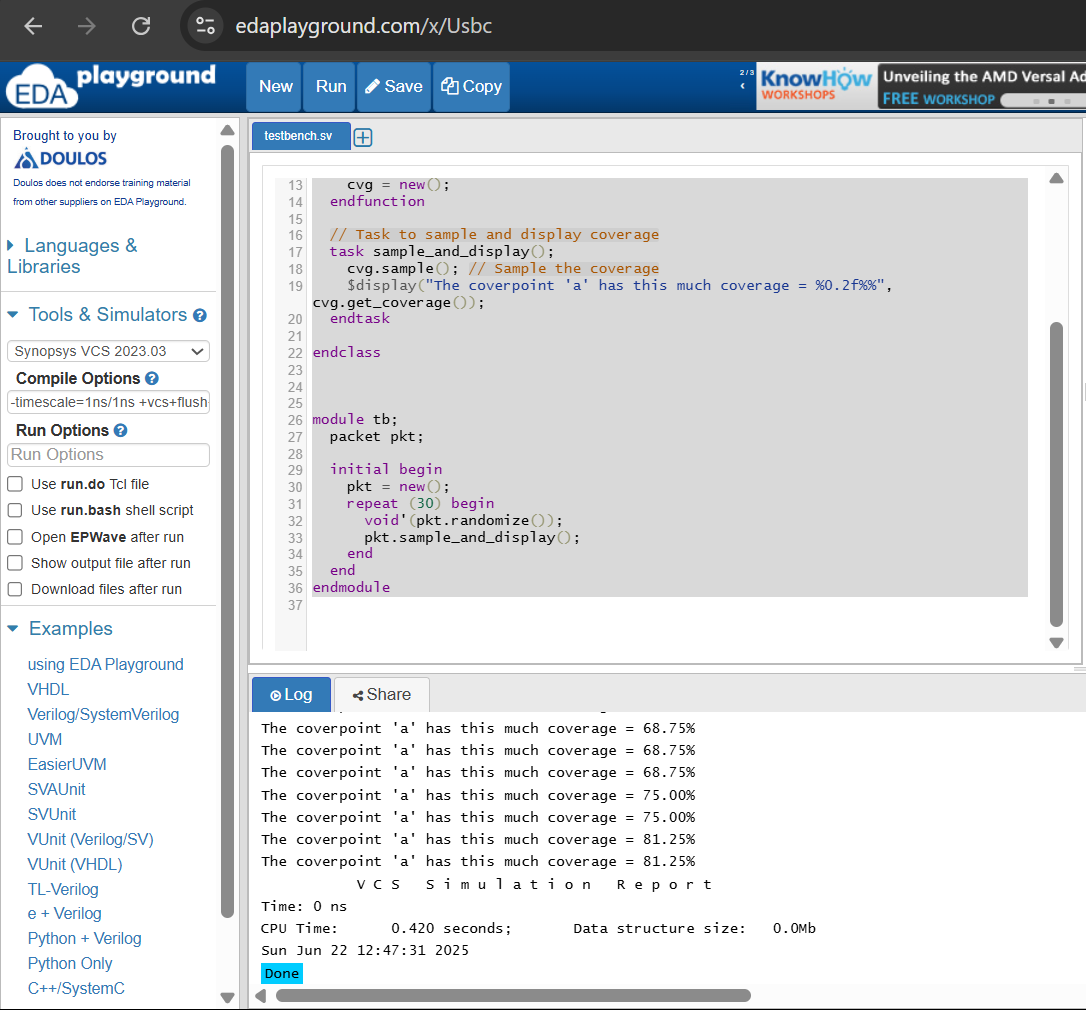 edaplayground.com/x/Usbc
EDA playground
New
Run
Save
Copy
2/3
KnowHow
WORKSHOPS
Unveiling the AMD Versal Ad
FREE WORKSHOP
Brought to you by
DOULOS
Doulos does not endorse training material
from other suppliers on EDA Playground.
Languages &
Libraries
Tools & Simulators
Synopsys VCS 2023.03
Compile Options
-timescale=1ns/1ns +vcs+flush
Run Options
Run Options
Use run.do Tcl file
Use run.bash shell script
Open EPWave after run
Show output file after run
Download files after run
Examples
using EDA Playground
VHDL
Verilog/SystemVerilog
UVM
EasierUVM
SVAUnit
SVUnit
VUnit (Verilog/SV)
VUnit (VHDL)
TL-Verilog
e + Verilog
Python + Verilog
Python Only
C++/SystemC
testbench.sv
13 cvg = new();
14 endfunction
15
16 // Task to sample and display coverage
17 task sample_and_display();
18 cvg.sample(); // Sample the coverage
19 $display("The coverpoint 'a' has this much coverage = %0.2f%%",
cvg.get_coverage());
20 endtask
21
22 endclass
23
24
25
26 module tb;
27 packet pkt;
28
29 initial begin
30 pkt = new();
31 repeat (30) begin
32 void'(pkt.randomize());
33 pkt.sample_and_display();
34 end
35 end
36 endmodule
37
Log
Share
The coverpoint 'a' has this much coverage = 68.75%
The coverpoint 'a' has this much coverage = 68.75%
The coverpoint 'a' has this much coverage = 68.75%
The coverpoint 'a' has this much coverage = 75.00%
The coverpoint 'a' has this much coverage = 75.00%
The coverpoint 'a' has this much coverage = 81.25%
The coverpoint 'a' has this much coverage = 81.25%
V C S   S i m u l a t i o n   R e p o r t
Time: 0 ns
CPU Time: 0.420 seconds; Data structure size: 0.0Mb
Sun Jun 22 12:47:31 2025
Done